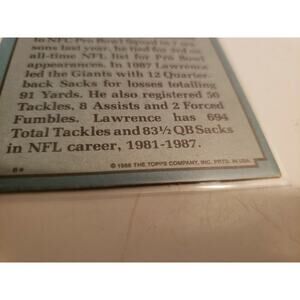 in NFL Pro Bowl Squad in 7 sea-
sons last year, he tied for 3rd on
all-time NFL list for Pro Bowl
appearances. In 1987 Lawrence
led the Giants with 12 Quarter-
back Sacks for losses totalling
91 Yards. He also registered 50
Tackles, 8 Assists and 2 Forced
Fumbles. Lawrence has 694
Total Tackles and 83½ QB Sacks
in NFL career, 1981-1987.
© 1988 THE TOPPS COMPANY, INC. PRTD. IN U.S.A.